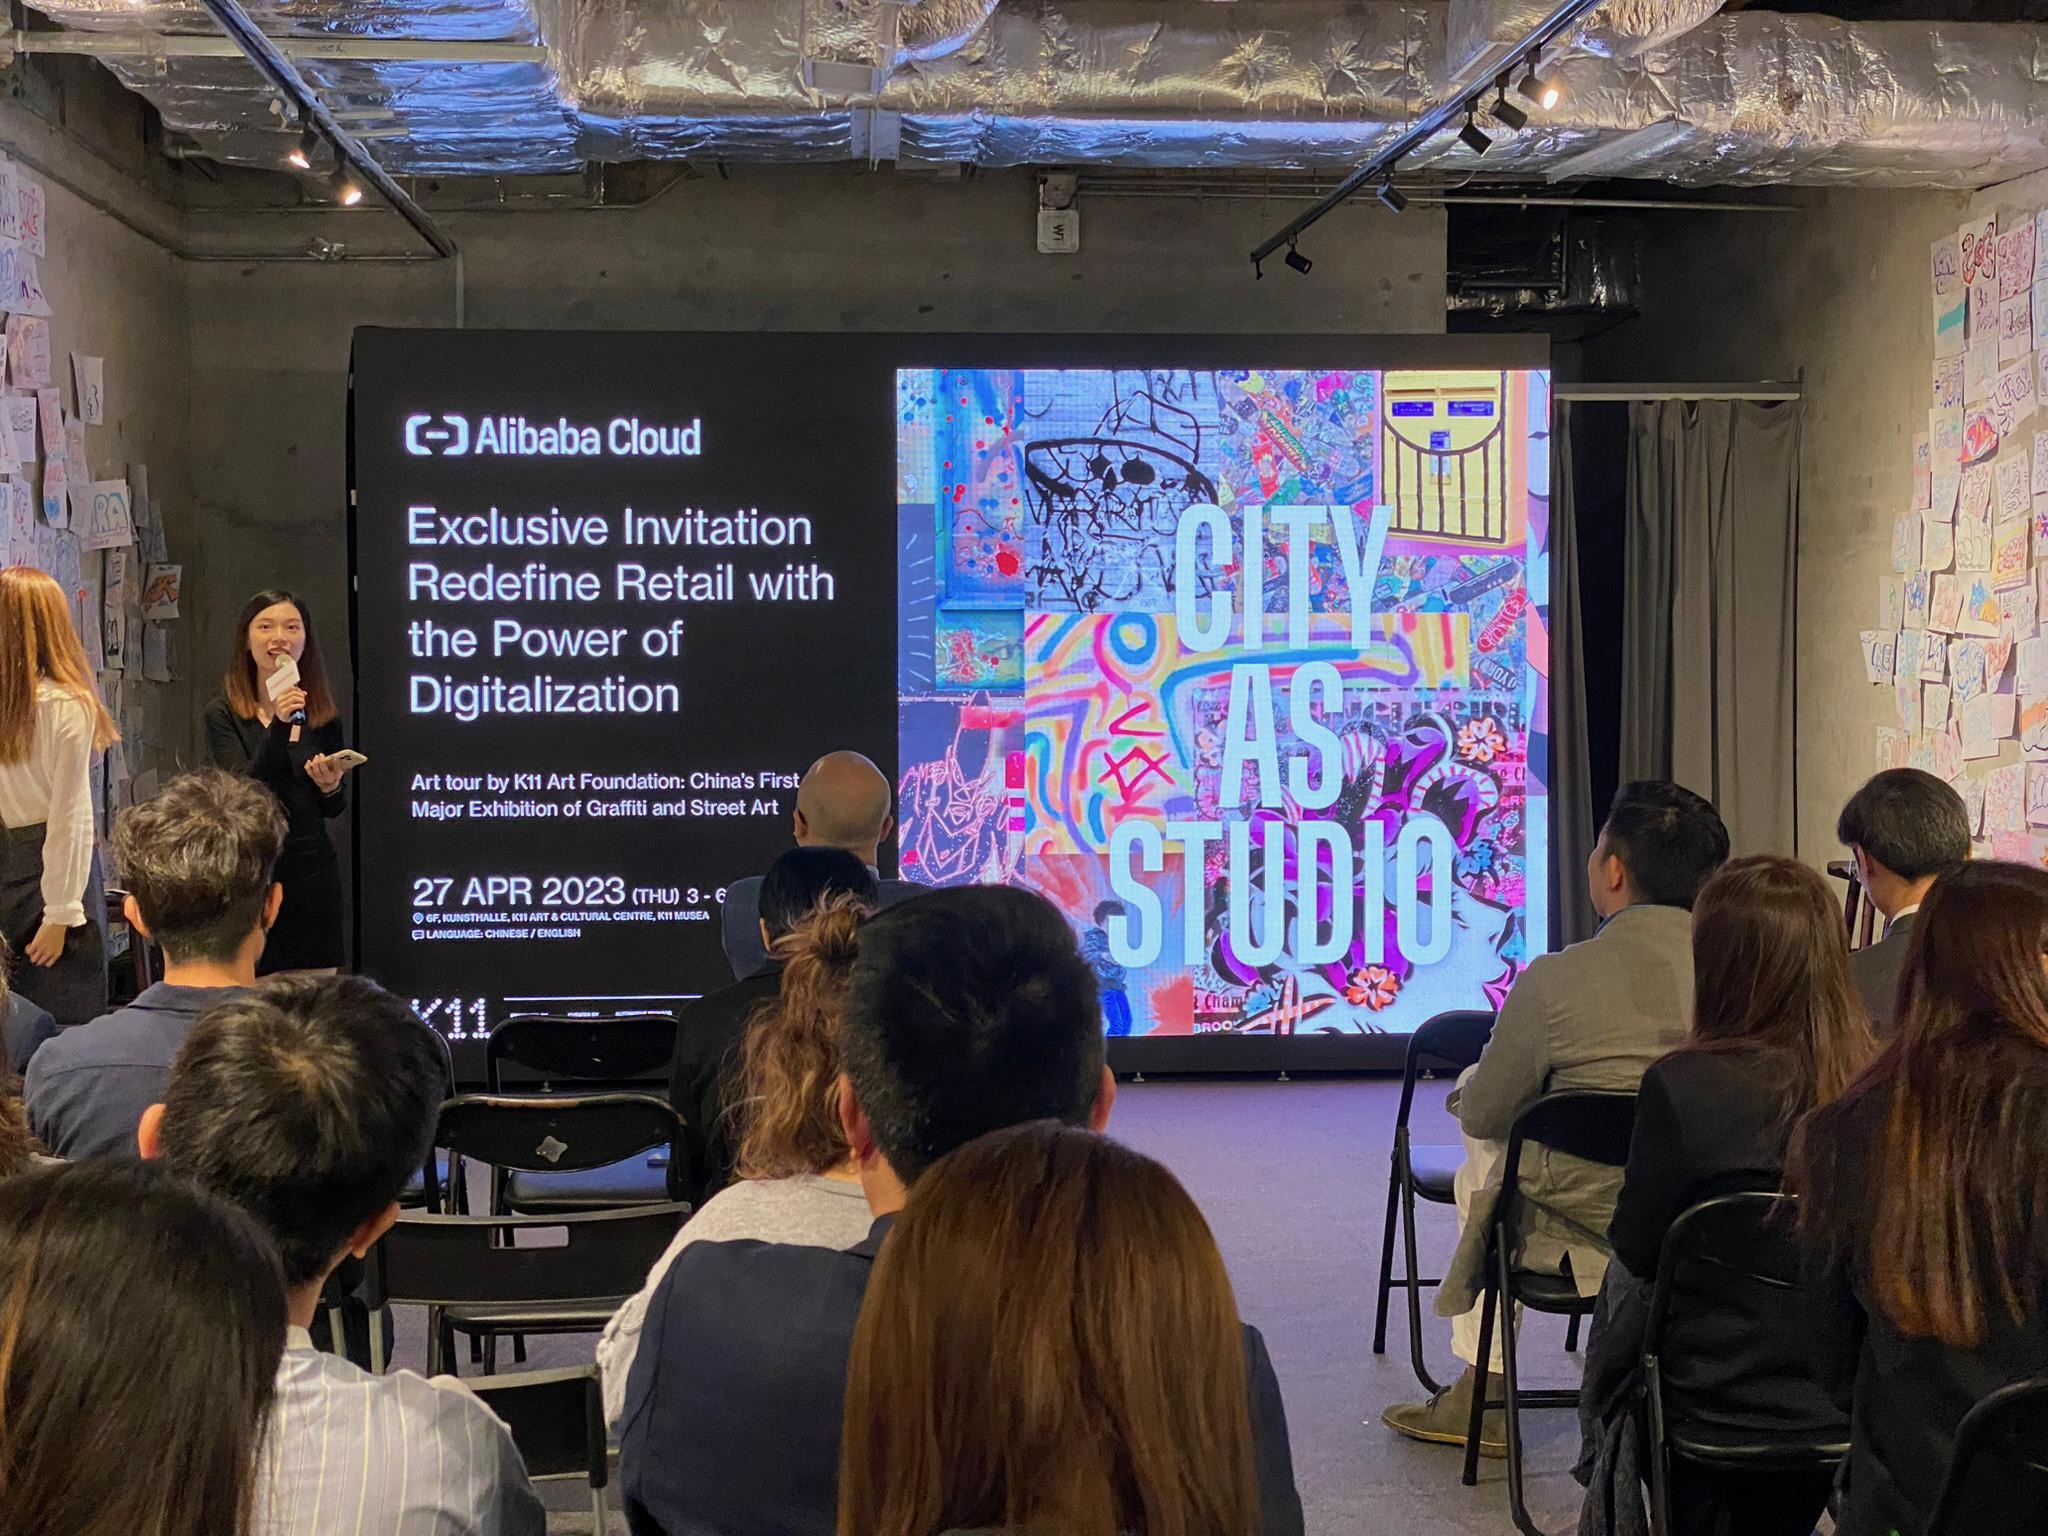 Alibaba Cloud
Exclusive Invitation
Redefine Retail with
the Power of
Digitalization
Art tour by K11 Art Foundation: China's First
Major Exhibition of Graffiti and Street Art
27 APR 2023 (THU) 3 - 6
6F, KUNSTHALLE, K11 ART & CULTURAL CENTRE, K11 MUSEA
LANGUAGE: CHINESE / ENGLISH
K11
CITY
AS
STUDIO